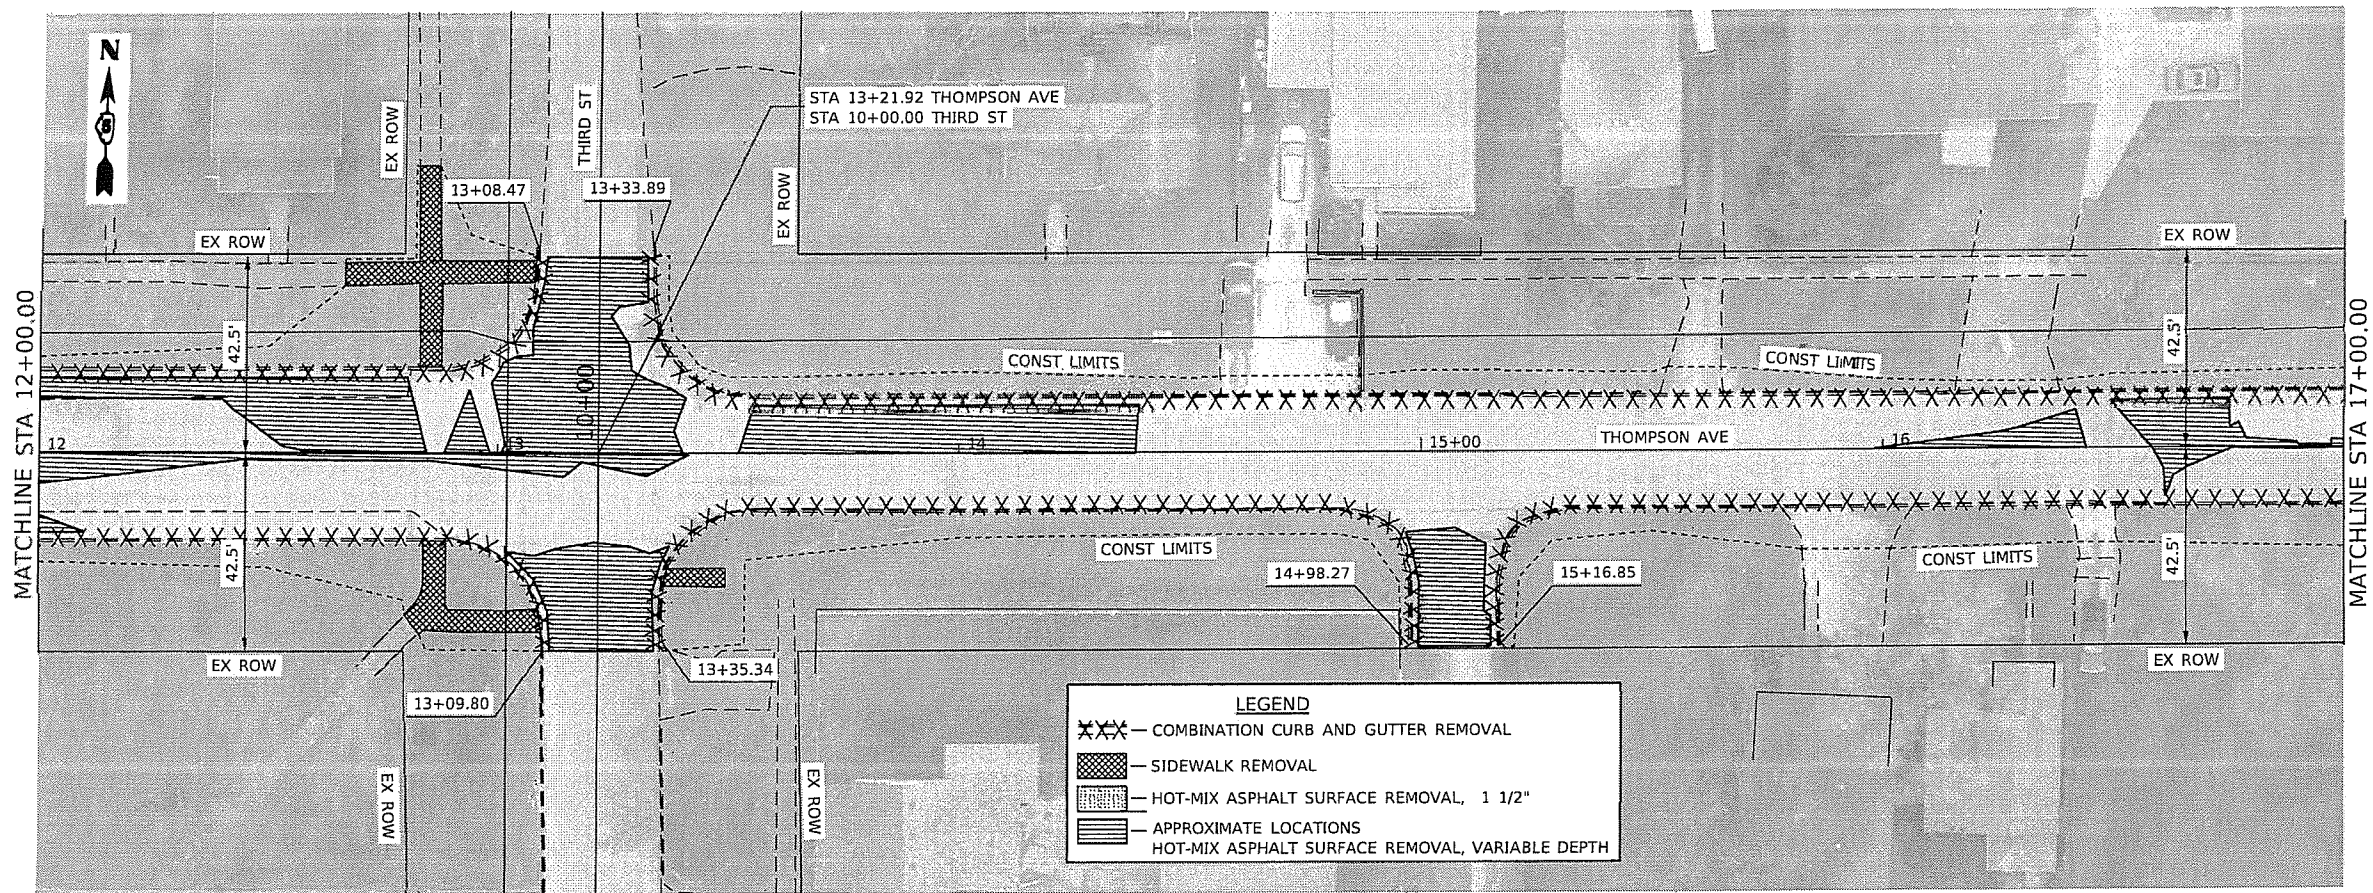 N
S
EX ROW
THIRD ST
STA 13+21.92 THOMPSON AVE
STA 10+00.00 THIRD ST
EX ROW
13+08.47
13+33.89
EX ROW
EX ROW
MATCHLINE STA 12+00.00
42.5'
CONST LIMITS
CONST LIMITS
42.5'
MATCHLINE STA 17+00.00
10+00
12
13
14
15+00
THOMPSON AVE
16
42.5'
CONST LIMITS
14+98.27
15+16.85
CONST LIMITS
42.5'
EX ROW
13+35.34
EX ROW
13+09.80
EX ROW
EX ROW
LEGEND
COMBINATION CURB AND GUTTER REMOVAL
SIDEWALK REMOVAL
HOT-MIX ASPHALT SURFACE REMOVAL, 1 1/2"
APPROXIMATE LOCATIONS
HOT-MIX ASPHALT SURFACE REMOVAL, VARIABLE DEPTH